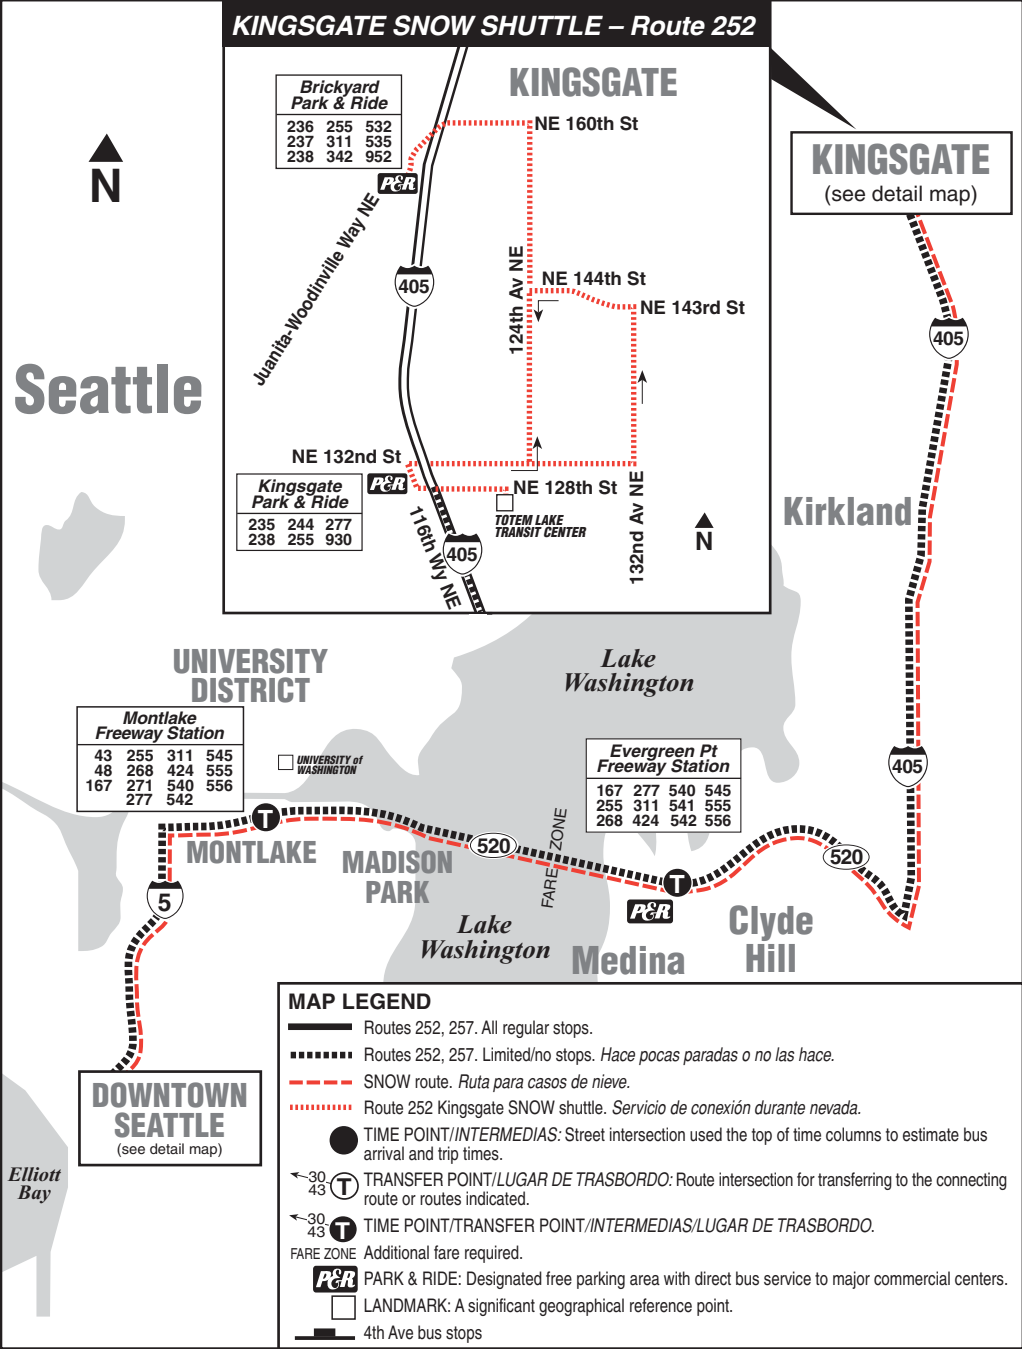 KINGSGATE SNOW SHUTTLE – Route 252
KINGSGATE
Brickyard
Park & Ride
236 255 532
237 311 535
238 342 952
NE 160th St
P&R
Juanita-Woodinville Way NE
405
124th Av NE
NE 144th St
NE 143rd St
NE 132nd St
P&R
Kingsgate
Park & Ride
235 244 277
238 255 930
NE 128th St
TOTEM LAKE
TRANSIT CENTER
116th Wy NE
405
132nd Av NE
N
N
KINGSGATE
(see detail map)
405
Seattle
Kirkland
UNIVERSITY
DISTRICT
Lake
Washington
Montlake
Freeway Station
43 255 311 545
48 268 424 555
167 271 540 556
277 542
UNIVERSITY of
WASHINGTON
Evergreen Pt
Freeway Station
167 277 540 545
255 311 541 555
268 424 542 556
405
T
MONTLAKE
MADISON
PARK
520
FARE ZONE
520
T
P&R
5
Lake
Washington
Medina
Clyde
Hill
DOWNTOWN
SEATTLE
(see detail map)
Elliott
Bay
MAP LEGEND
Routes 252, 257. All regular stops.
Routes 252, 257. Limited/no stops. Hace pocas paradas o no las hace.
SNOW route. Ruta para casos de nieve.
Route 252 Kingsgate SNOW shuttle. Servicio de conexión durante nevada.
TIME POINT/INTERMEDIAS: Street intersection used the top of time columns to estimate bus
arrival and trip times.
30
43 T TRANSFER POINT/LUGAR DE TRASBORDO: Route intersection for transferring to the connecting
route or routes indicated.
30
43 T TIME POINT/TRANSFER POINT/INTERMEDIAS/LUGAR DE TRASBORDO.
FARE ZONE Additional fare required.
P&R PARK & RIDE: Designated free parking area with direct bus service to major commercial centers.
LANDMARK: A significant geographical reference point.
4th Ave bus stops